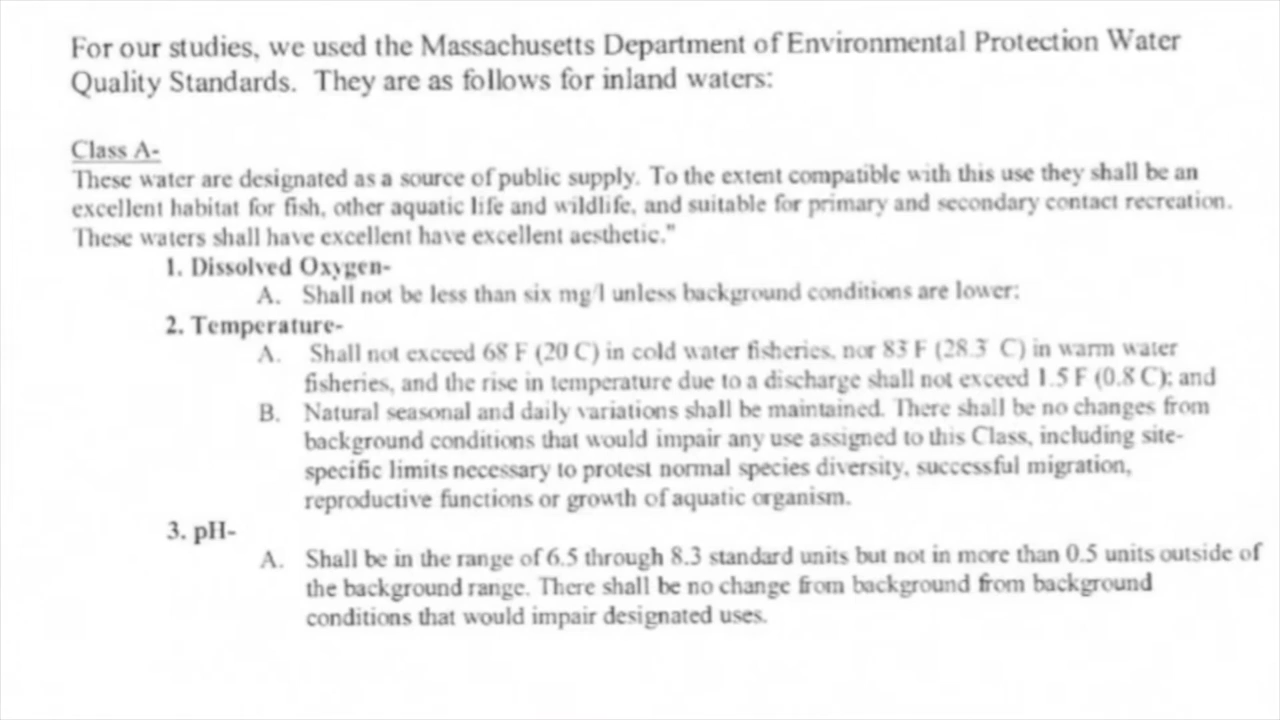 For our studies, we used the Massachusetts Department of Environmental Protection Water
Quality Standards. They are as follows for inland waters:
Class A-
These water are designated as a source of public supply. To the extent compatible with this use they shall be an
excellent habitat for fish, other aquatic life and wildlife, and suitable for primary and secondary contact recreation.
These waters shall have excellent have excellent aesthetic."
1. Dissolved Oxygen-
A. Shall not be less than six mg/l unless background conditions are lower;
2. Temperature-
A. Shall not exceed 68 F (20 C) in cold water fisheries, nor 83 F (28.3 C) in warm water
fisheries, and the rise in temperature due to a discharge shall not exceed 1.5 F (0.8 C); and
B. Natural seasonal and daily variations shall be maintained. There shall be no changes from
background conditions that would impair any use assigned to this Class, including site-
specific limits necessary to protest normal species diversity, successful migration,
reproductive functions or growth of aquatic organism.
3. pH-
A. Shall be in the range of 6.5 through 8.3 standard units but not in more than 0.5 units outside of
the background range. There shall be no change from background from background
conditions that would impair designated uses.